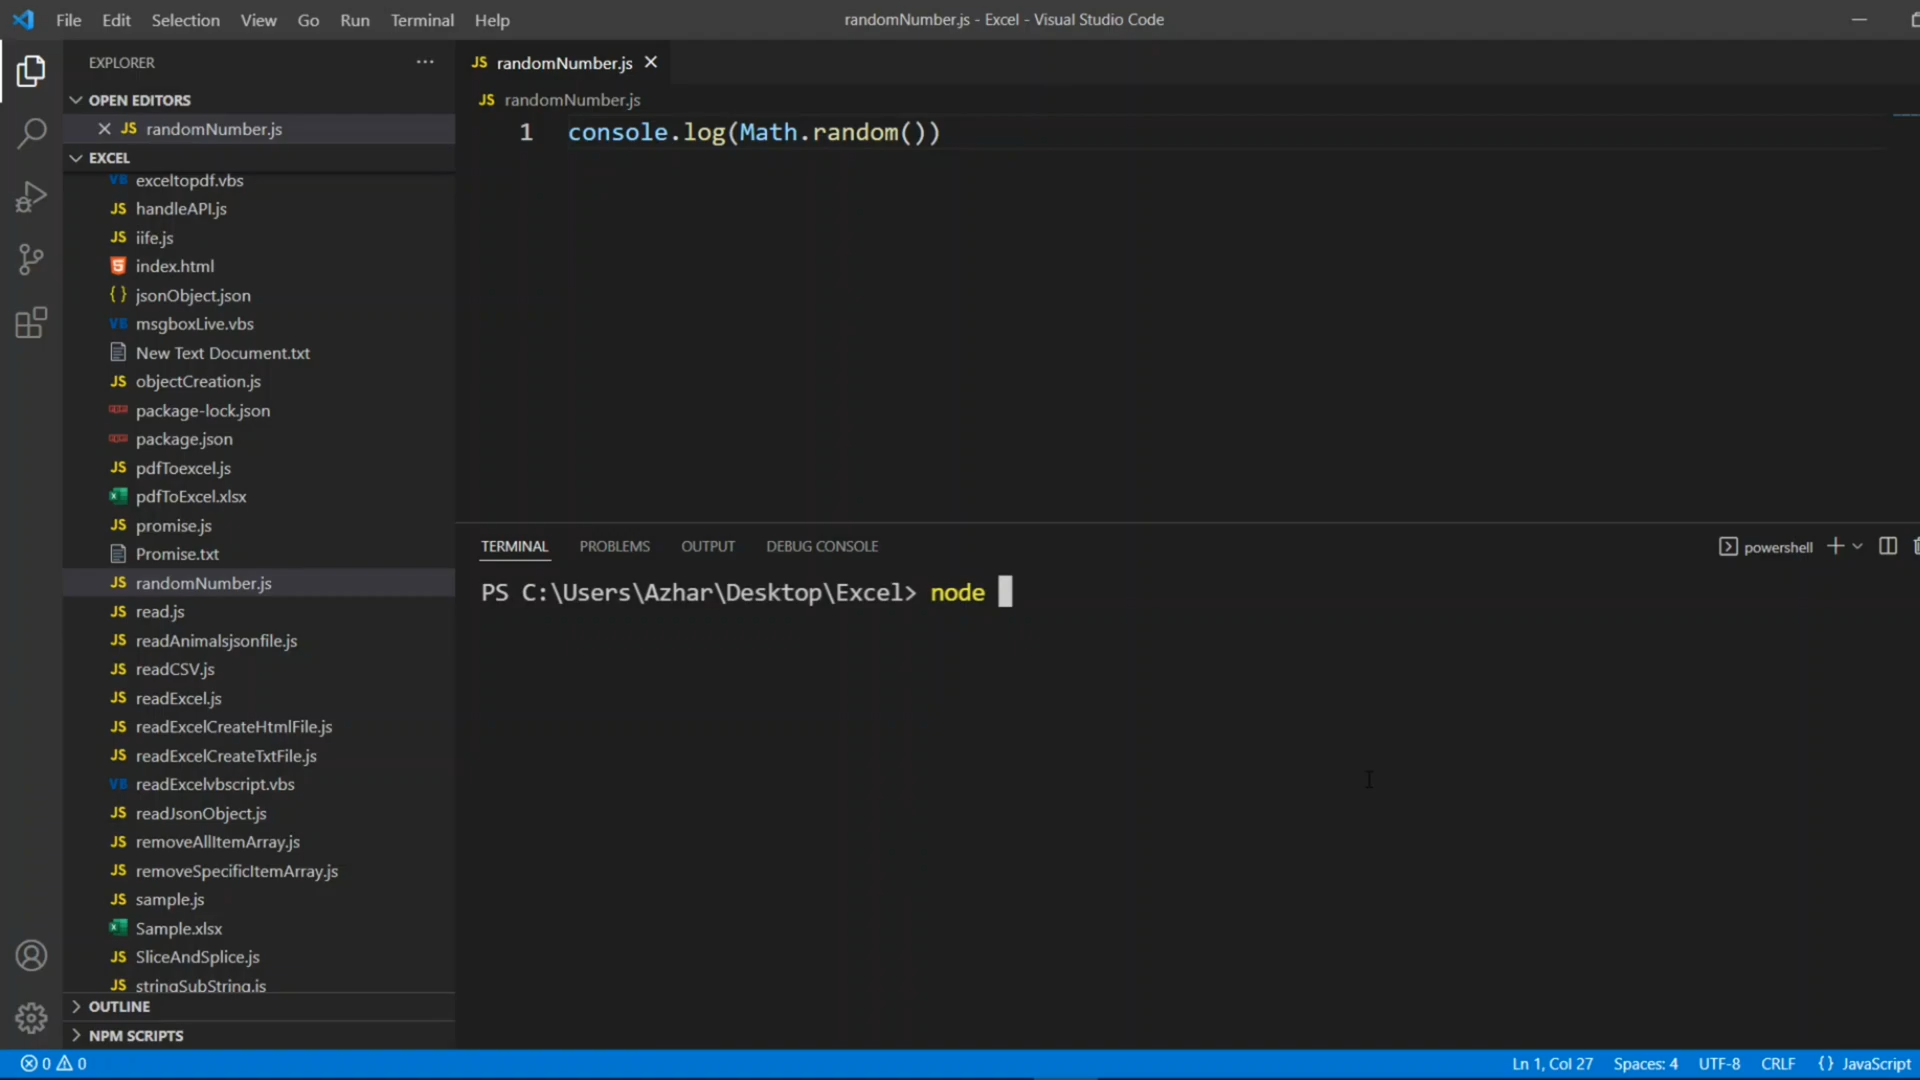 File Edit Selection View Go Run Terminal Help
randomNumber.js - Excel - Visual Studio Code
EXPLORER
OPEN EDITORS
JS randomNumber.js
EXCEL
VB exceltopdf.vbs
JS handleAPI.js
JS iife.js
5 index.html
{} jsonObject.json
VB msgboxLive.vbs
New Text Document.txt
JS objectCreation.js
package-lock.json
package.json
JS pdfToexcel.js
pdfToExcel.xlsx
JS promise.js
Promise.txt
JS randomNumber.js
JS read.js
JS readAnimalsjsonfile.js
JS readCSV.js
JS readExcel.js
JS readExcelCreateHtmlFile.js
JS readExcelCreateTxtFile.js
VB readExcelvbscript.vbs
JS readJsonObject.js
JS removeAllItemArray.js
JS removeSpecificItemArray.js
JS sample.js
Sample.xlsx
JS SliceAndSplice.js
JS stringSubString.js
OUTLINE
NPM SCRIPTS
JS randomNumber.js
JS randomNumber.js
1 console.log(Math.random())
TERMINAL PROBLEMS OUTPUT DEBUG CONSOLE
powershell
PS C:\Users\Azhar\Desktop\Excel> node
0 0
Ln 1, Col 27 Spaces: 4 UTF-8 CRLF {} JavaScript